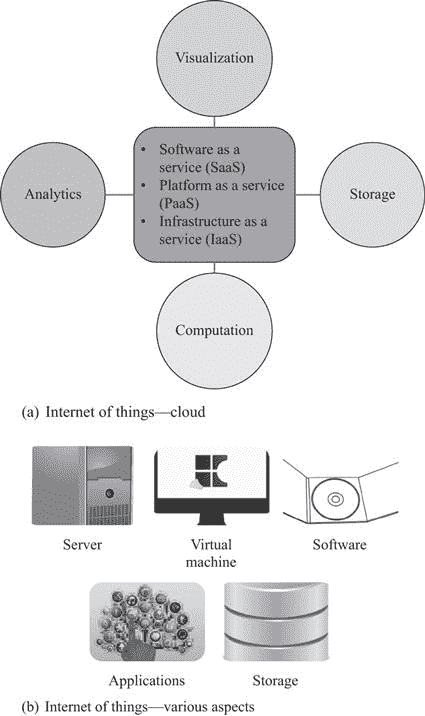 Visualization
Analytics
• Software as a
service (SaaS)
• Platform as a service
(PaaS)
• Infrastructure as a
service (IaaS)
Storage
Computation
(a) Internet of things—cloud
Server
Virtual
machine
Software
Applications
Storage
(b) Internet of things—various aspects